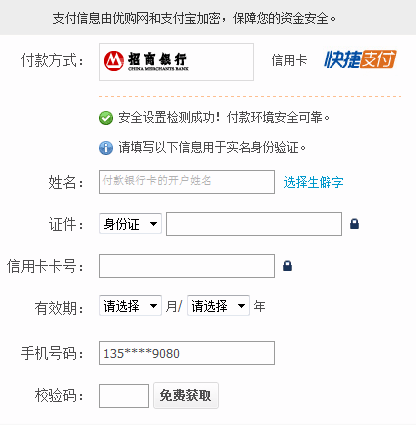 支付信息由优购网和支付宝加密，保障您的资金安全。
付款方式： 招商银行 CHINA MERCHANTS BANK 信用卡 快捷支付
安全设置检测成功！付款环境安全可靠。
请填写以下信息用于实名身份验证。
姓名： 付款银行卡的开户姓名 选择生僻字
证件： 身份证
信用卡卡号：
有效期： 请选择 月/ 请选择 年
手机号码： 135****9080
校验码： 免费获取